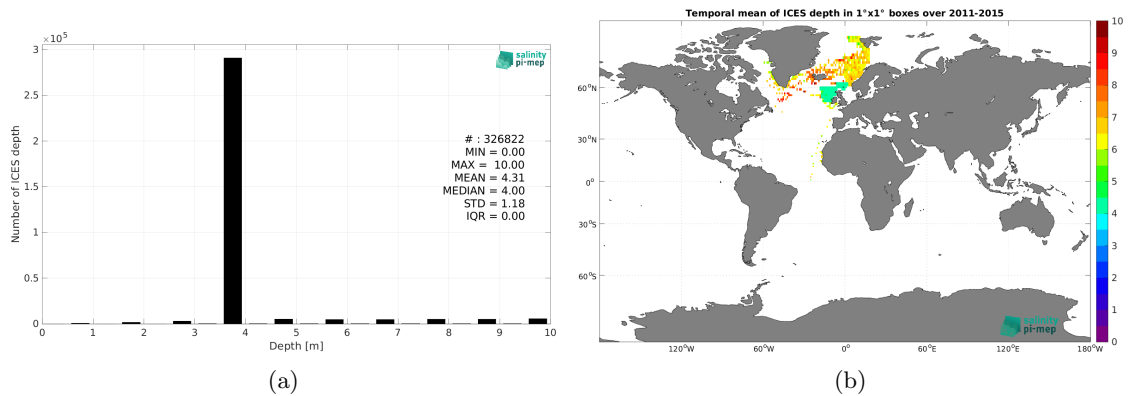 ×10⁵
3
2.5
2
1.5
1
0.5
0
Number of ICES depth
salinity
pi-mep
# : 326822
MIN = 0.00
MAX = 10.00
MEAN = 4.31
MEDIAN = 4.00
STD = 1.18
IQR = 0.00
0 1 2 3 4 5 6 7 8 9 10
Depth [m]
(a)
Temporal mean of ICES depth in 1°x1° boxes over 2011-2015
60°N
30°N
0°
30°S
60°S
120°W 60°W 0° 60°E 120°E 180°W
salinity
pi-mep
10
9
8
7
6
5
4
3
2
1
0
(b)